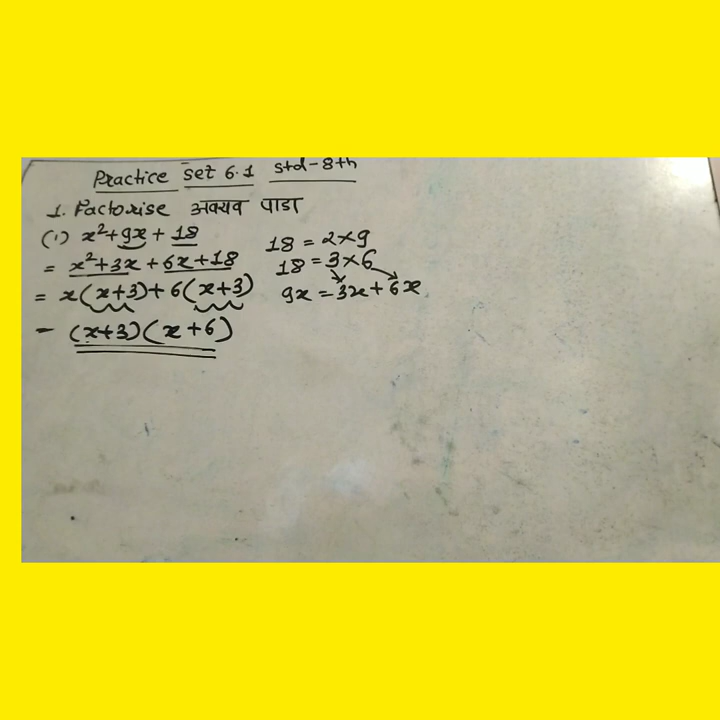 Practice set 6.1 std-8th
1. Factorise अवयव पाडा
(1) x²+9x+18
= x²+3x+6x+18
= x(x+3)+6(x+3)
- (x+3)(x+6)
18 = 2×9
18 = 3×6
9x = 3x+6x